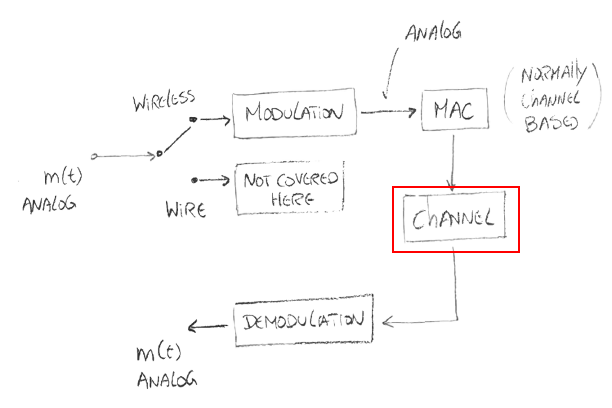 ANALOG
WIRELESS
MODULATION
MAC
(NORMALLY
CHANNEL
BASED)
m(t)
ANALOG
WIRE
NOT COVERED
HERE
CHANNEL
DEMODULATION
m(t)
ANALOG